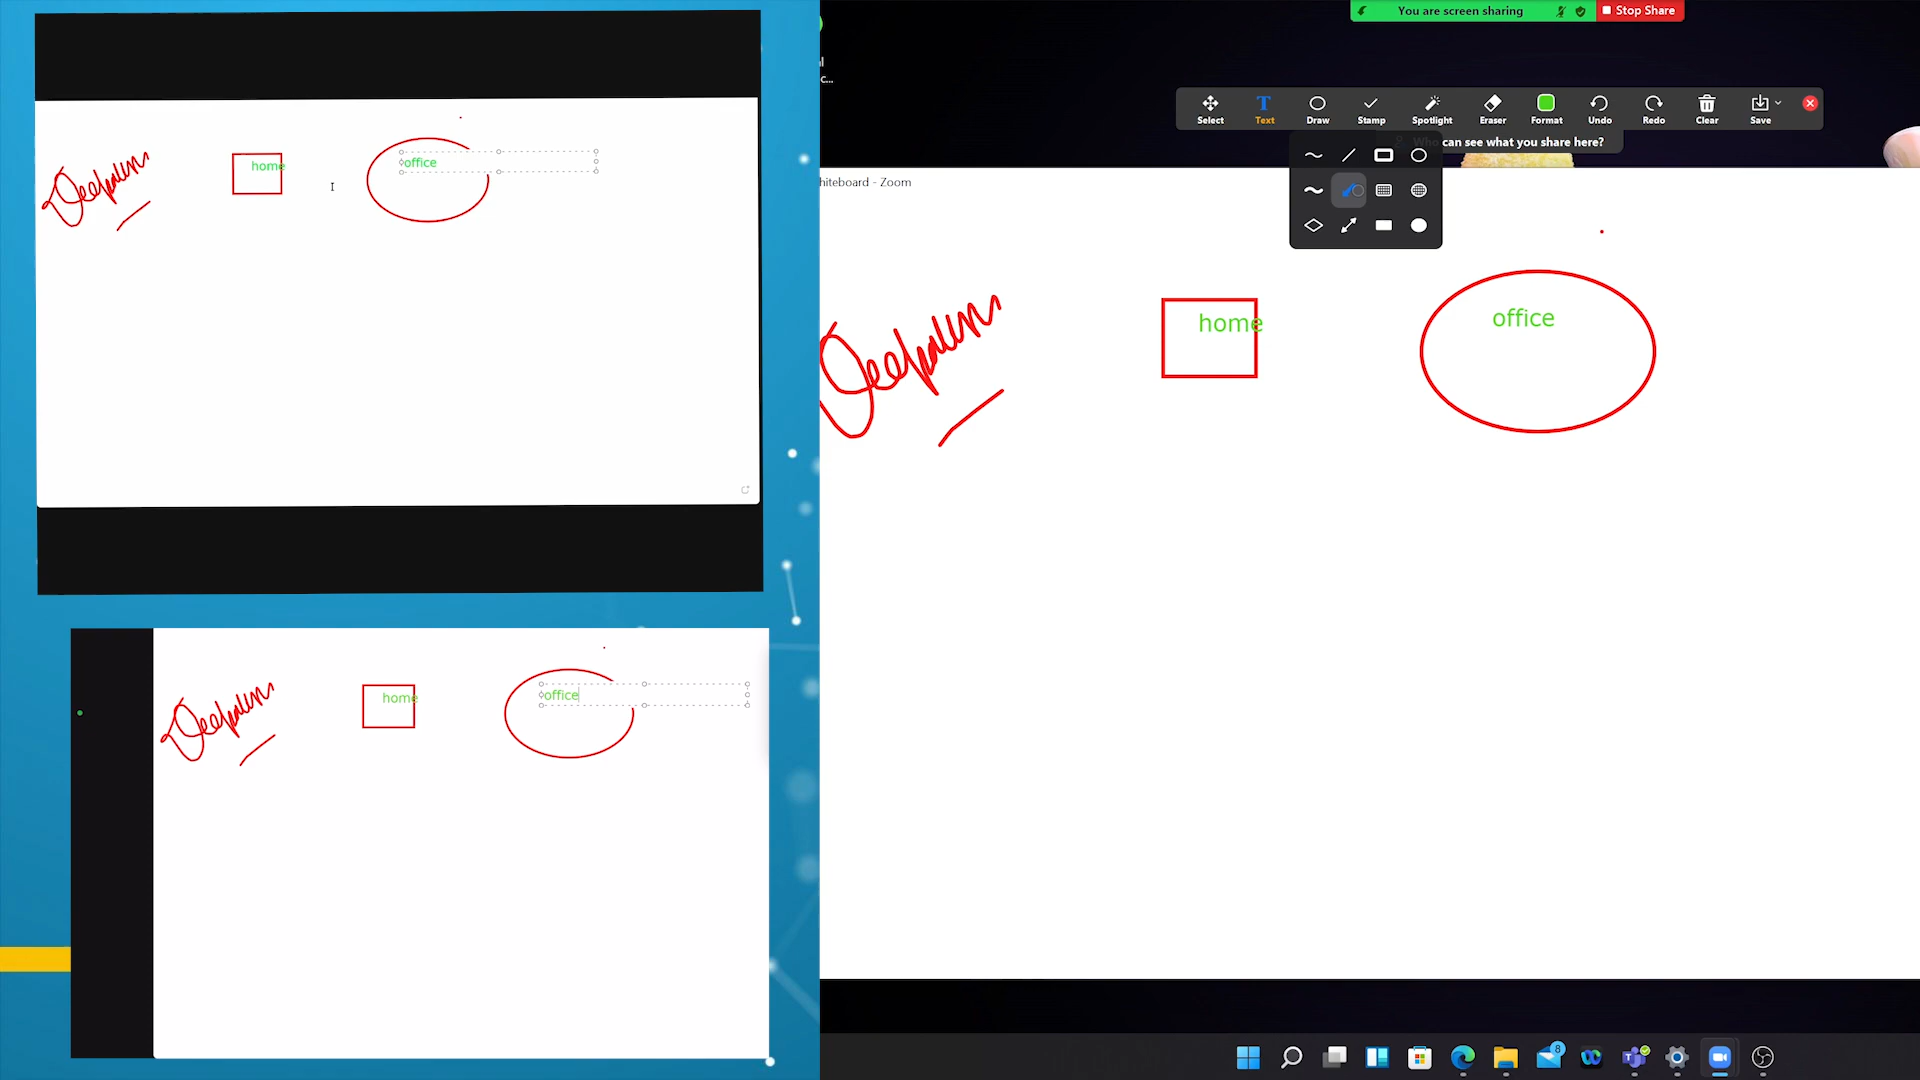 home
office
home
office
You are screen sharing
Stop Share
Select
Text
Draw
Stamp
Spotlight
Eraser
Format
Undo
Redo
Clear
Save
can see what you share here?
hiteboard - Zoom
home
office
8